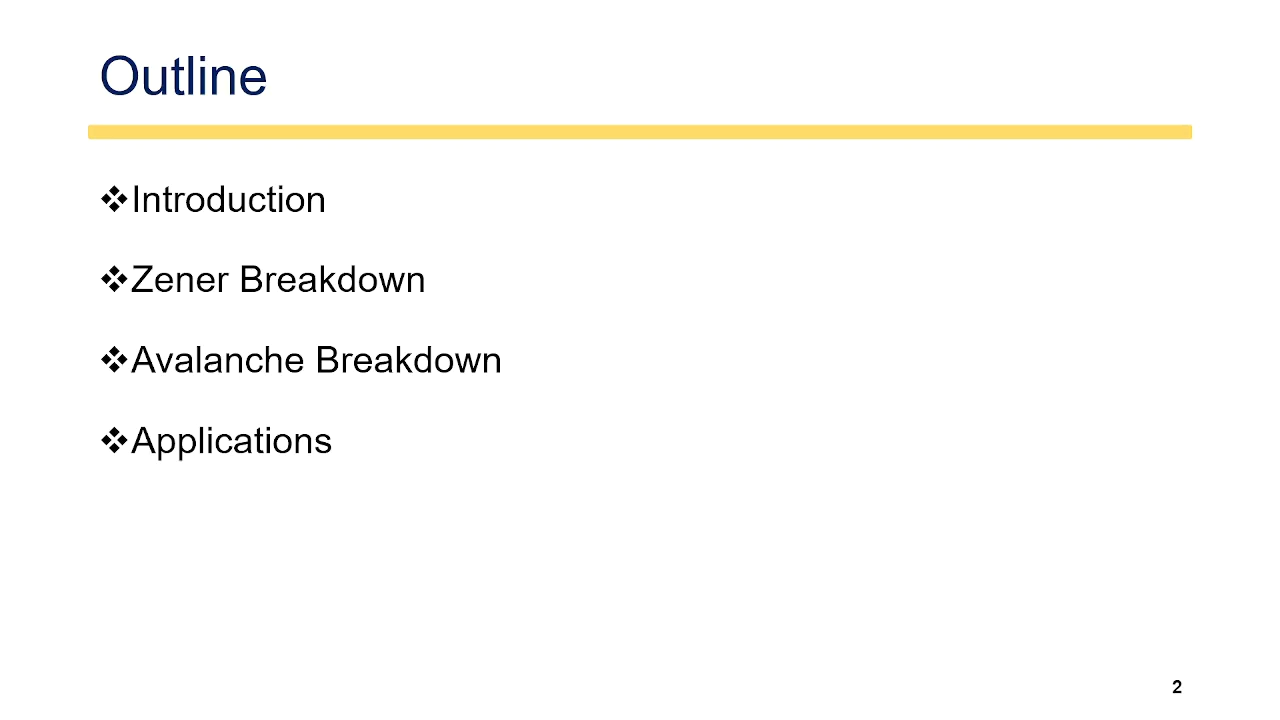 Outline
❖Introduction
❖Zener Breakdown
❖Avalanche Breakdown
❖Applications
2